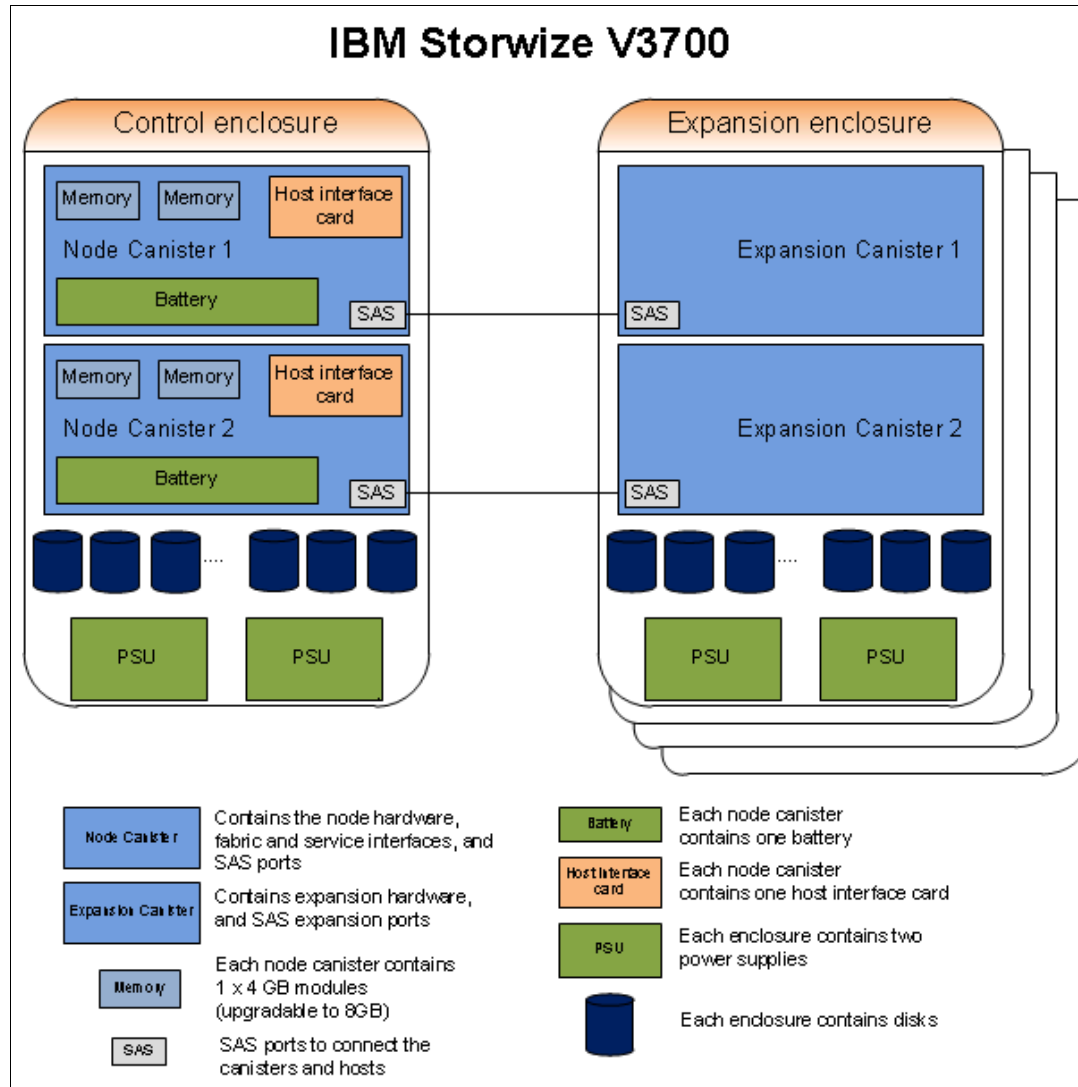 IBM Storwize V3700
Control enclosure
Memory
Memory
Host interface
card
Node Canister 1
Battery
SAS
Memory
Memory
Host interface
card
Node Canister 2
Battery
SAS
....
PSU
PSU
Expansion enclosure
Expansion Canister 1
SAS
Expansion Canister 2
SAS
....
PSU
PSU
Node Canister
Contains the node hardware,
fabric and service interfaces, and
SAS ports
Expansion Canister
Contains expansion hardware,
and SAS expansion ports
Memory
Each node canister contains
1 x 4 GB modules
(upgradable to 8GB)
SAS
SAS ports to connect the
canisters and hosts
Battery
Each node canister
contains one battery
Host Interface
card
Each node canister
contains one host interface card
PSU
Each enclosure contains two
power supplies
Each enclosure contains disks